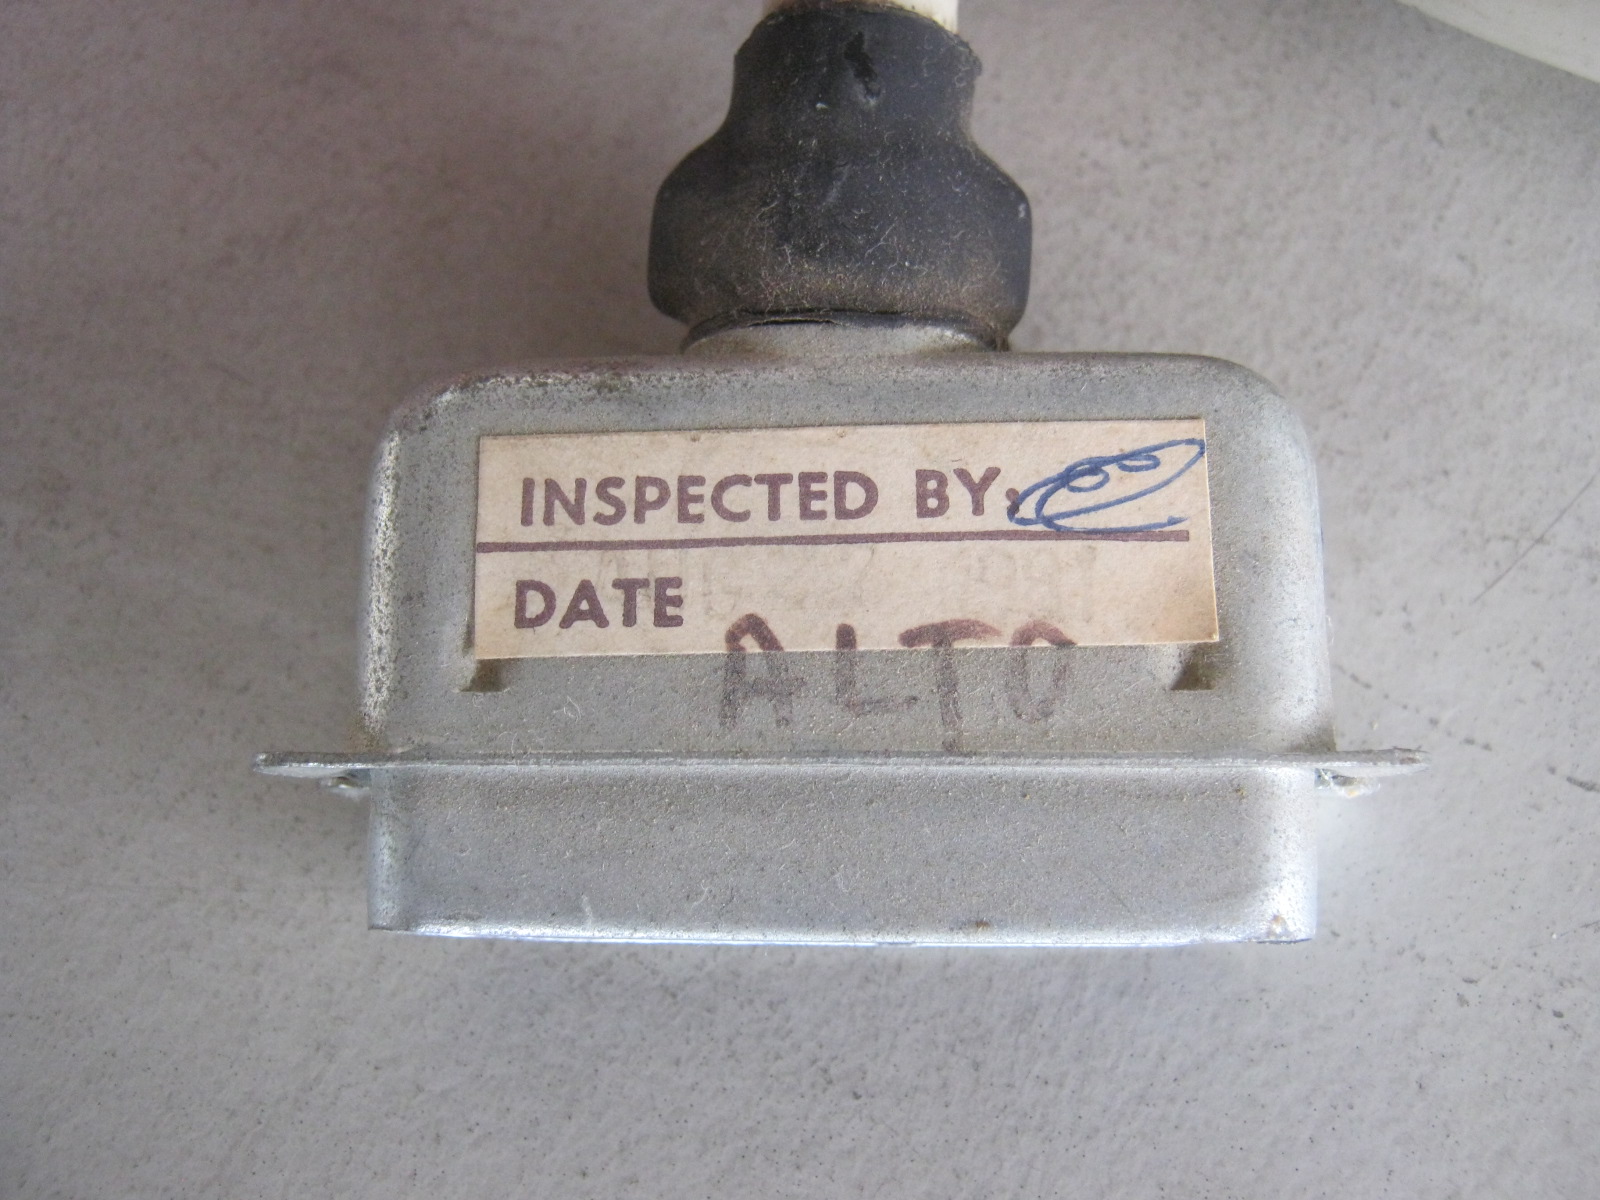 INSPECTED BY:
DATE
ALTO